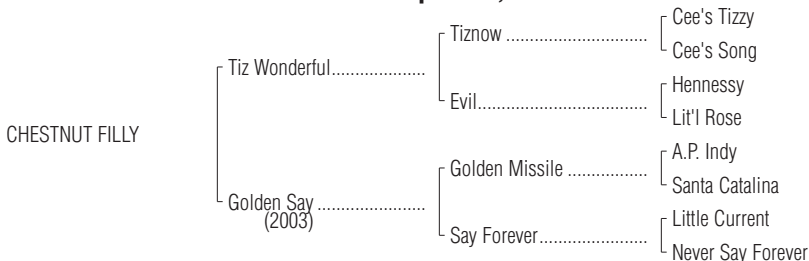 Cee's Tizzy
Tiznow ...............................
Cee's Song
Tiz Wonderful....................
Hennessy
Evil.....................................
Lit'l Rose
CHESTNUT FILLY
A.P. Indy
Golden Missile .................
Santa Catalina
Golden Say .......................
(2003)
Little Current
Say Forever.......................
Never Say Forever